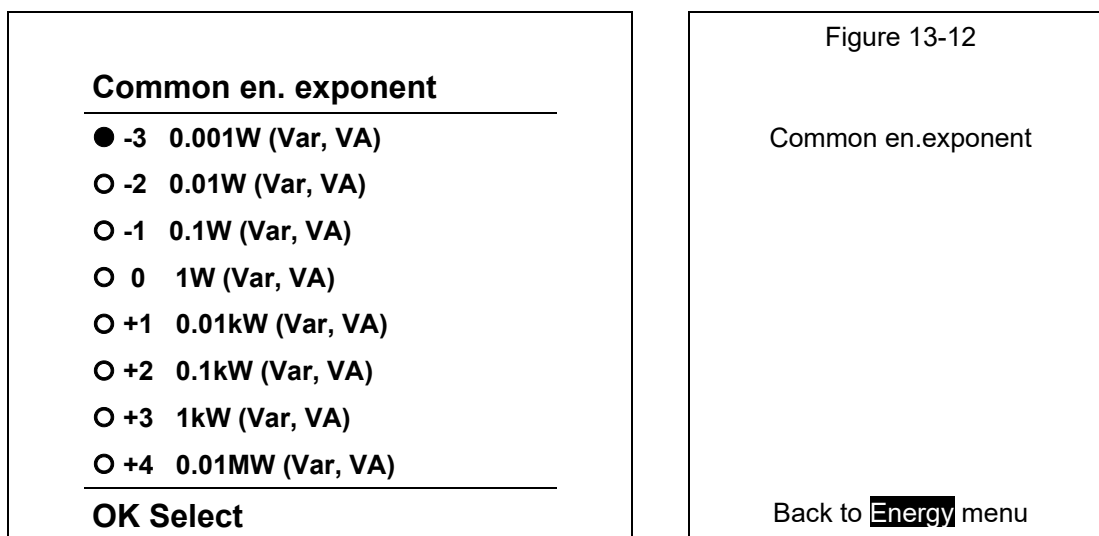 Common en. exponent
-3 0.001W (Var, VA)
-2 0.01W (Var, VA)
-1 0.1W (Var, VA)
0 1W (Var, VA)
+1 0.01kW (Var, VA)
+2 0.1kW (Var, VA)
+3 1kW (Var, VA)
+4 0.01MW (Var, VA)
OK Select
Figure 13-12
Common en.exponent
Back to Energy menu